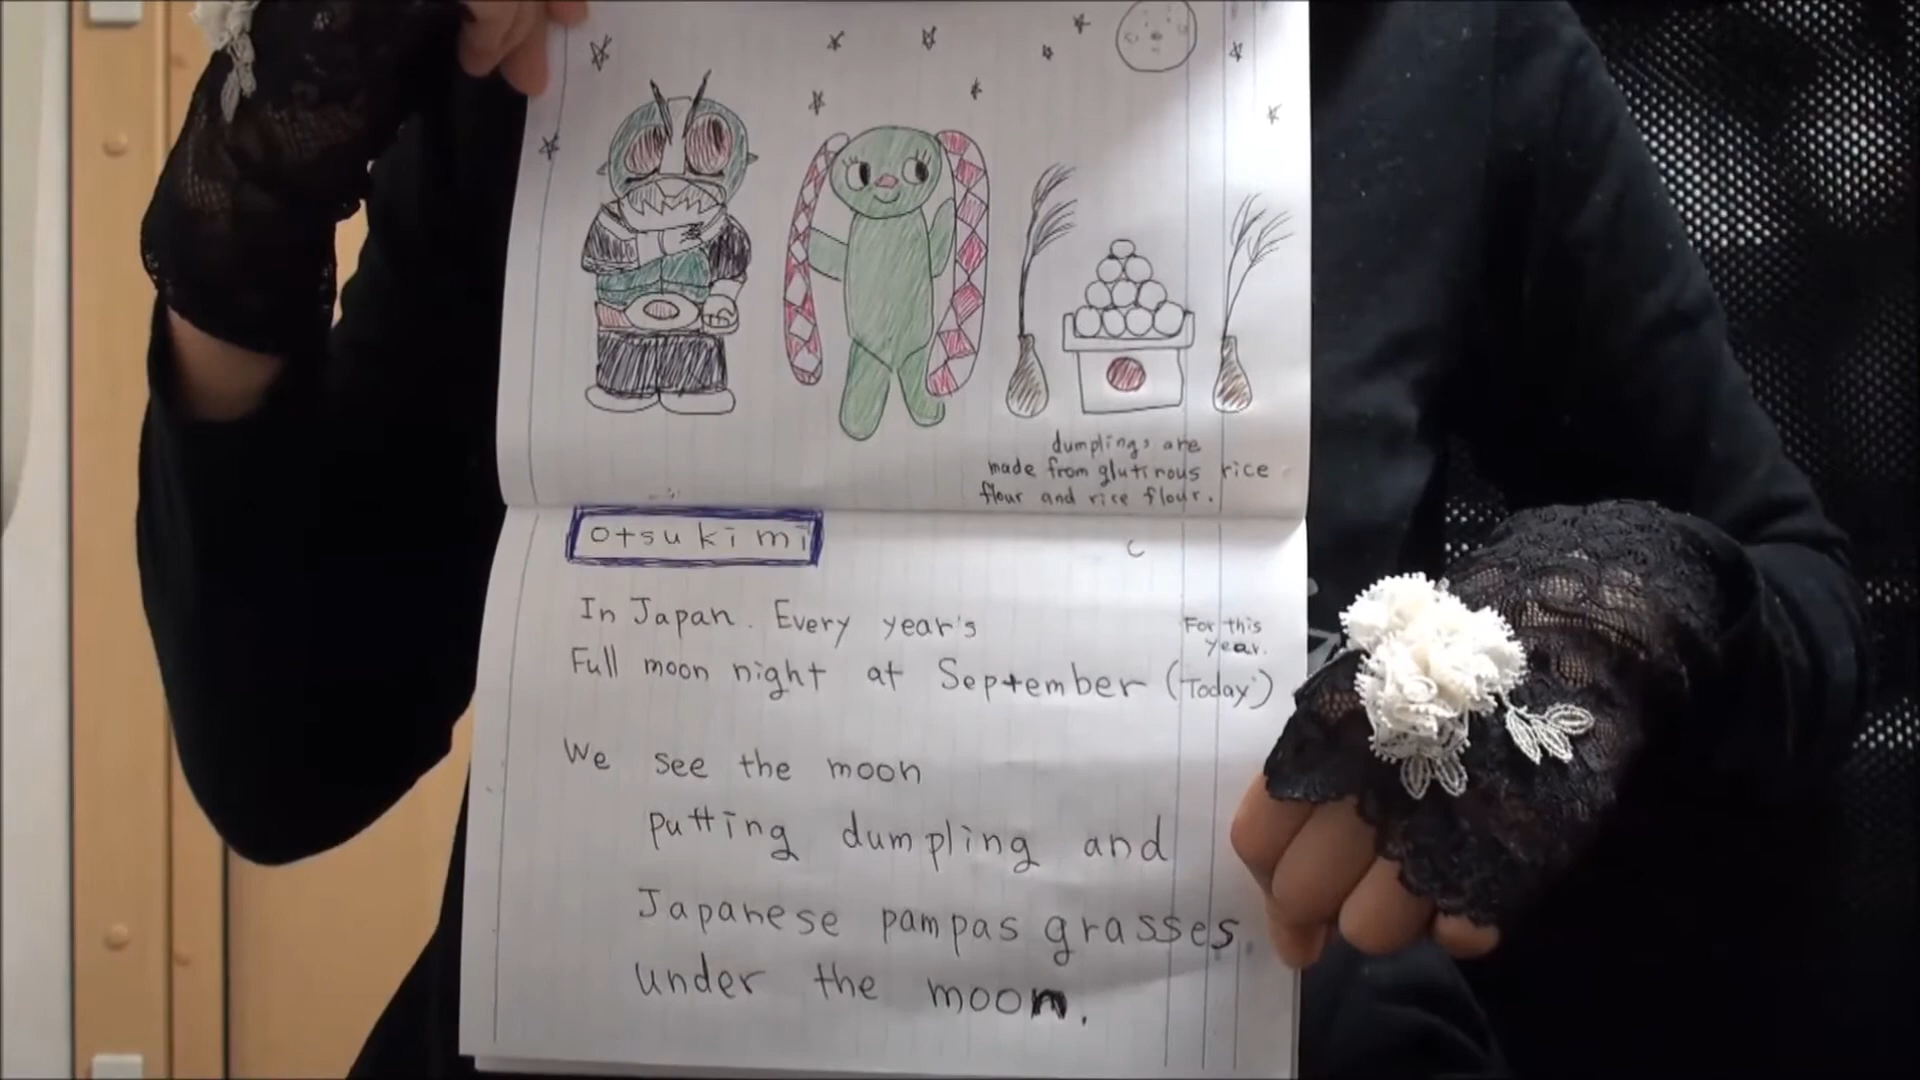 dumplings are
made from glutinous rice
flour and rice flour.
otsukimi
In Japan. Every year's
For this
year.
Full moon night at September (Today)
We see the moon
putting dumpling and
Japanese pampas grasses.
under the moon.